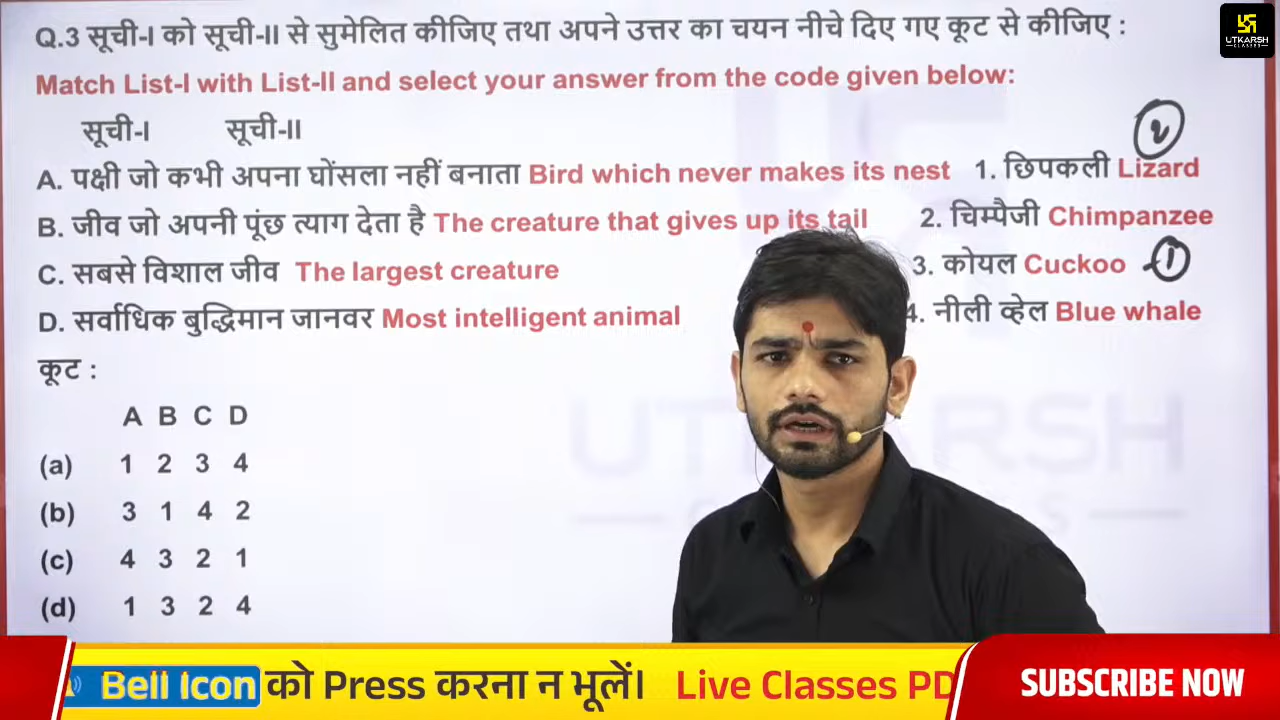 Q.3 सूची-I को सूची-II से सुमेलित कीजिए तथा अपने उत्तर का चयन नीचे दिए गए कूट से कीजिए :
UTKARSH
CLASSES
Match List-I with List-II and select your answer from the code given below:
सूची-I सूची-II
2
A. पक्षी जो कभी अपना घोंसला नहीं बनाता Bird which never makes its nest 1. छिपकली Lizard
B. जीव जो अपनी पूंछ त्याग देता है The creature that gives up its tail 2. चिम्पैजी Chimpanzee
C. सबसे विशाल जीव The largest creature 3. कोयल Cuckoo 1
D. सर्वाधिक बुद्धिमान जानवर Most intelligent animal 4. नीली व्हेल Blue whale
कूट :
A B C D
(a) 1 2 3 4
(b) 3 1 4 2
(c) 4 3 2 1
(d) 1 3 2 4
Bell Icon को Press करना न भूलें। Live Classes PD
SUBSCRIBE NOW